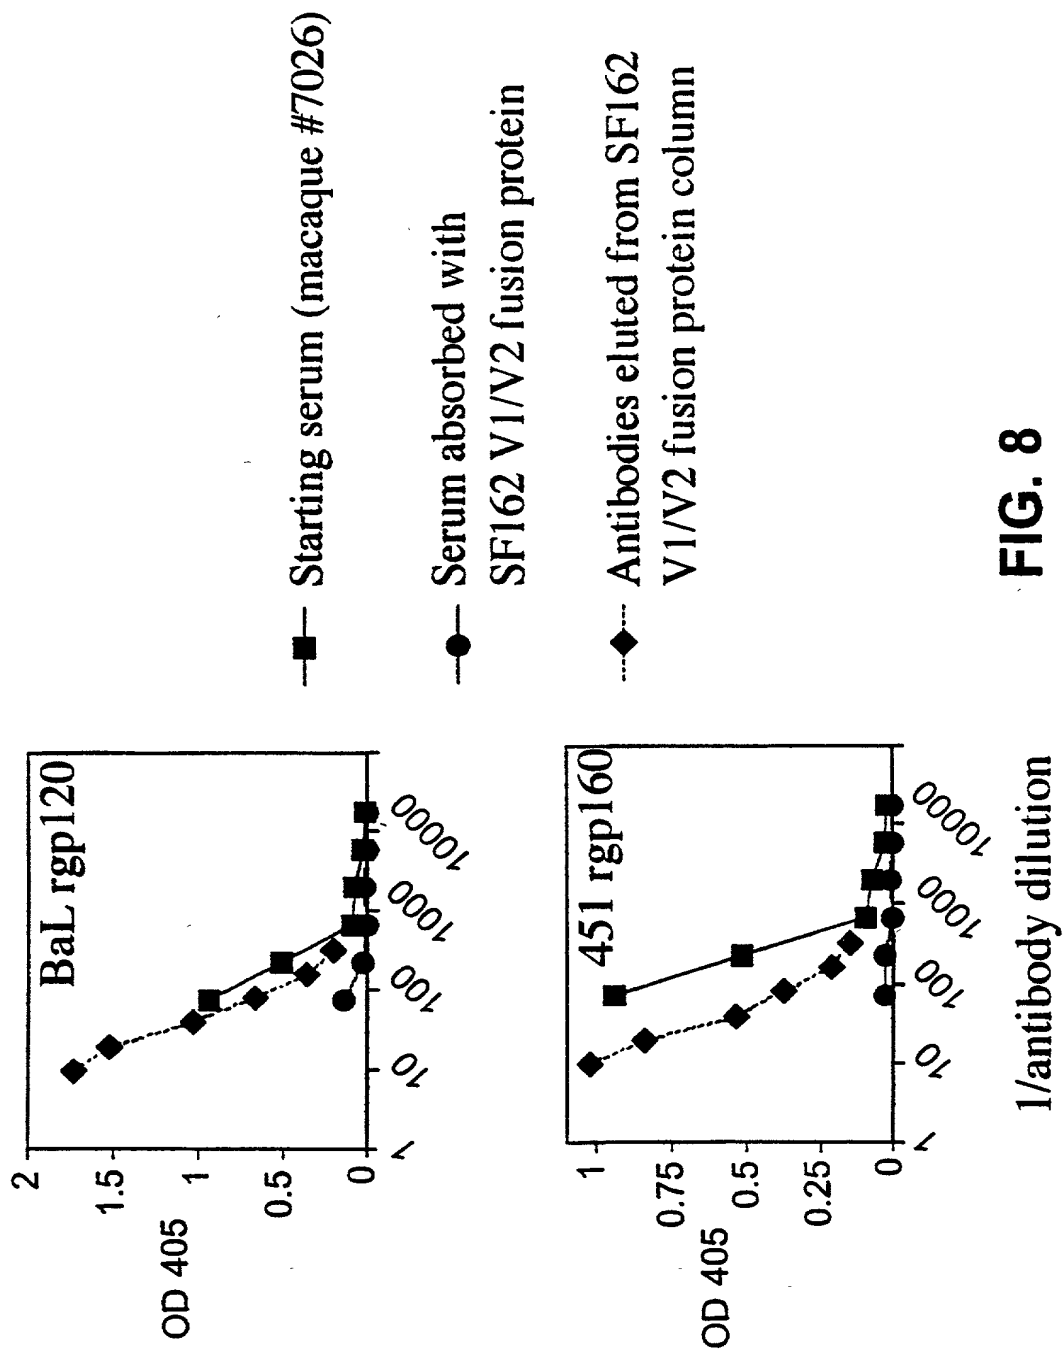 BaL rgp120
2
1.5
1
0.5
0
OD 405
1
10
100
1000
10000
451 rgp160
1
0.75
0.5
0.25
0
OD 405
1
10
100
1000
10000
1/antibody dilution
Starting serum (macaque #7026)
Serum absorbed with
SF162 V1/V2 fusion protein
Antibodies eluted from SF162
V1/V2 fusion protein column
FIG. 8